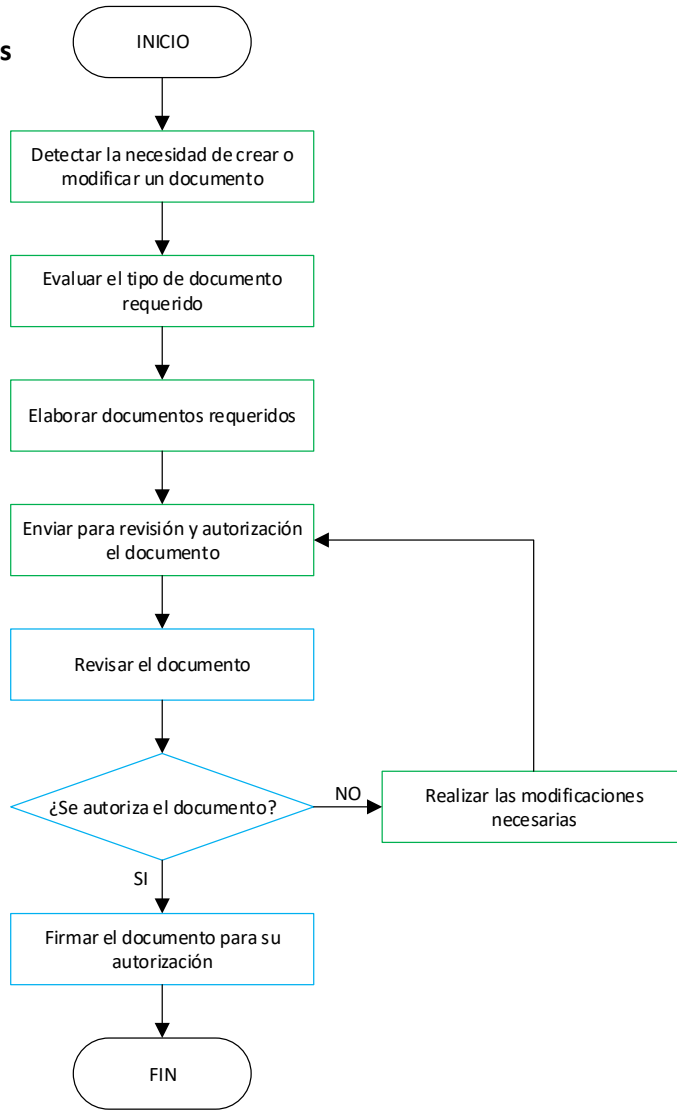 INICIO
s
Detectar la necesidad de crear o
modificar un documento
Evaluar el tipo de documento
requerido
Elaborar documentos requeridos
Enviar para revisión y autorización
el documento
Revisar el documento
¿Se autoriza el documento?
NO
Realizar las modificaciones
necesarias
SI
Firmar el documento para su
autorización
FIN